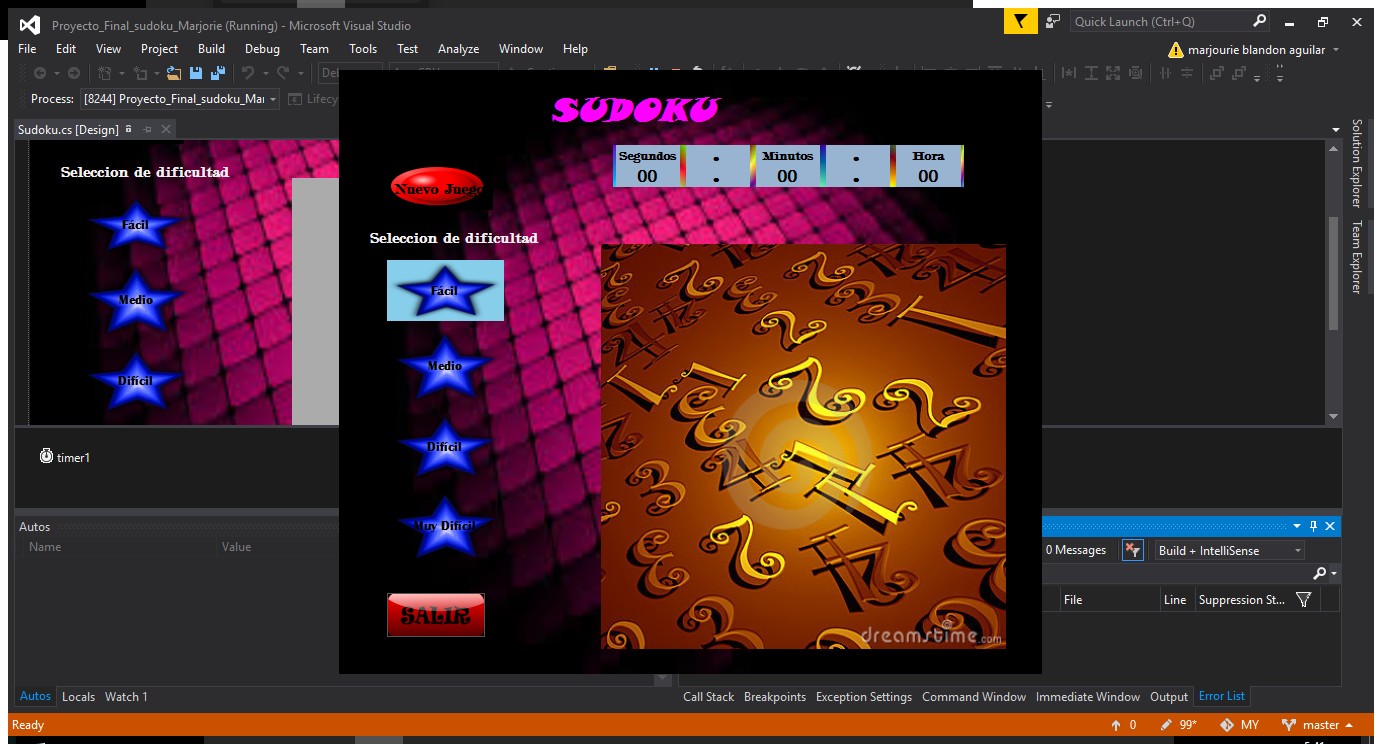 Proyecto_Final_sudoku_Marjorie (Running) - Microsoft Visual Studio
Quick Launch (Ctrl+Q)
File Edit View Project Build Debug Team Tools Test Analyze Window Help
marjourie blandon aguilar
Process: [8244] Proyecto_Final_sudoku_Mar
Lifecy
Sudoku.cs [Design]
Seleccion de dificultad
Fácil
Medio
Difícil
timer1
Autos
Name Value
Autos Locals Watch 1
SUDOKU
Segundos : Minutos : Hora
00 : 00 : 00
Nuevo Juego
Seleccion de dificultad
Fácil
Medio
Difícil
Muy Difícil
SALIR
dreamstime.com
Solution Explorer
Team Explorer
0 Messages
Build + IntelliSense
File Line Suppression St...
Call Stack Breakpoints Exception Settings Command Window Immediate Window Output Error List
Ready
0 99* MY master